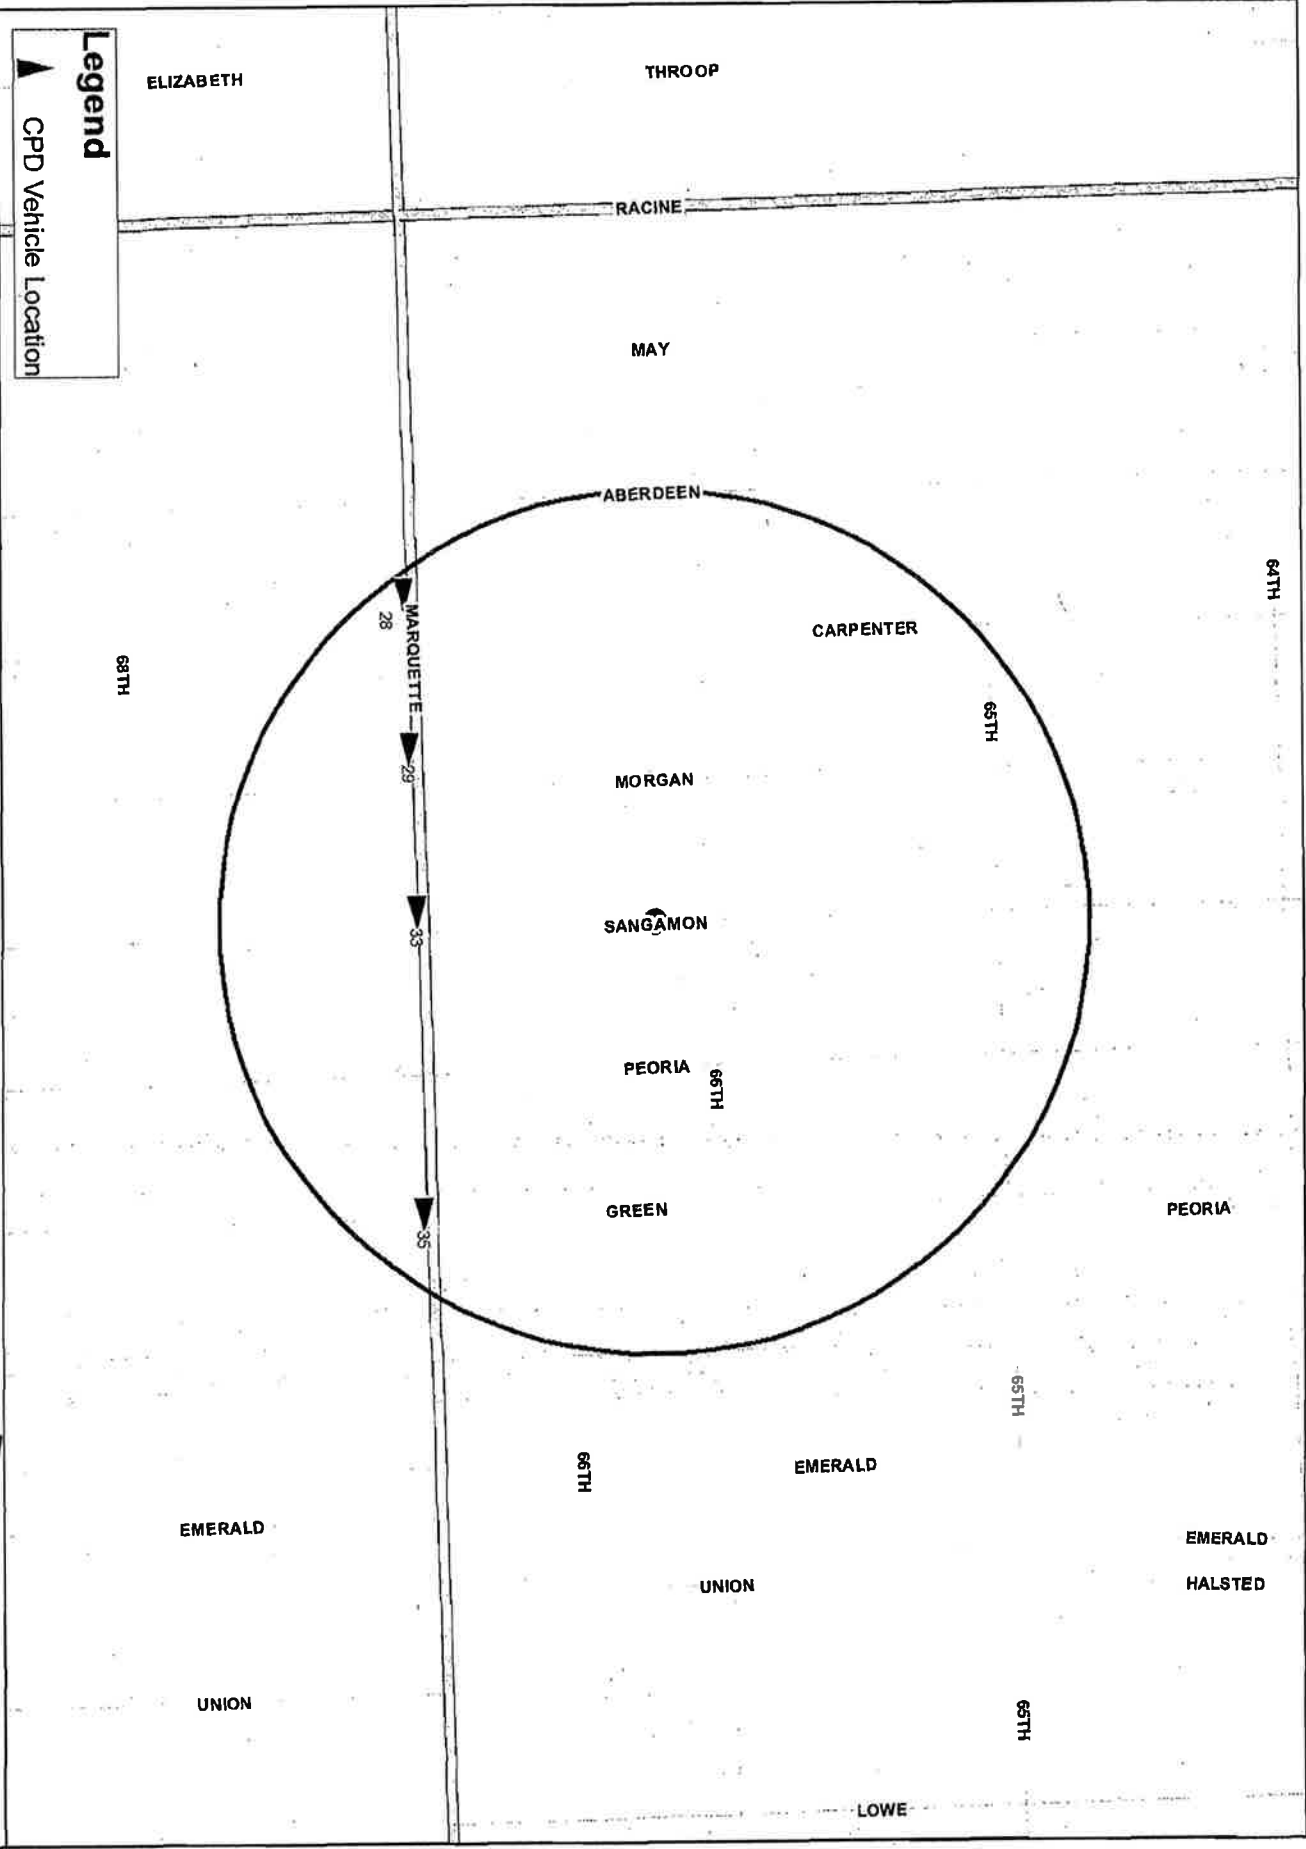 Legend
CPD Vehicle Location
ELIZABETH
THROOP
RACINE
MAY
ABERDEEN
64TH
CARPENTER
28
MARQUETTE
68TH
65TH
29
MORGAN
33
SANGAMON
PEORIA
66TH
GREEN
PEORIA
35
65TH
66TH
EMERALD
EMERALD
EMERALD
HALSTED
UNION
UNION
65TH
LOWE